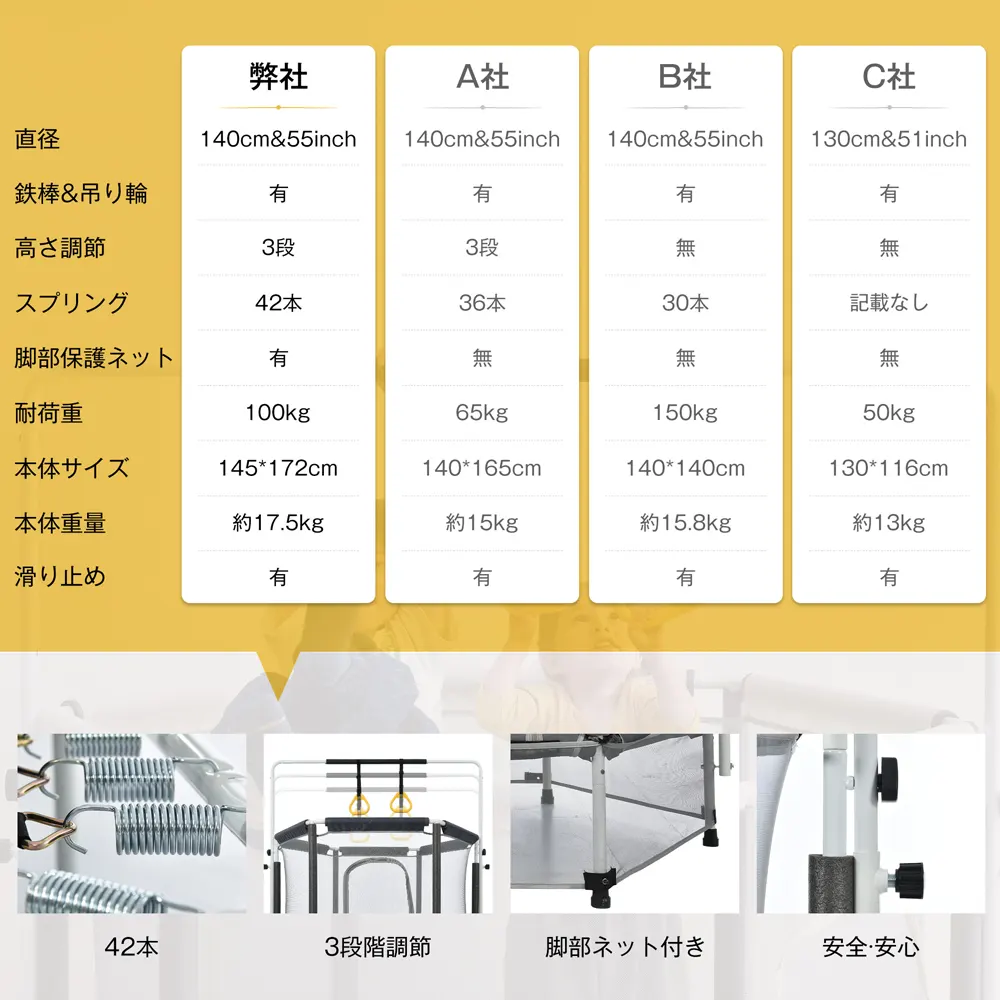 弊社 A社 B社 C社
直径 140cm&55inch 140cm&55inch 140cm&55inch 130cm&51inch
鉄棒&吊り輪 有 有 有 有
高さ調節 3段 3段 無 無
スプリング 42本 36本 30本 記載なし
脚部保護ネット 有 無 無 無
耐荷重 100kg 65kg 150kg 50kg
本体サイズ 145*172cm 140*165cm 140*140cm 130*116cm
本体重量 約17.5kg 約15kg 約15.8kg 約13kg
滑り止め 有 有 有 有
42本 3段階調節 脚部ネット付き 安全·安心